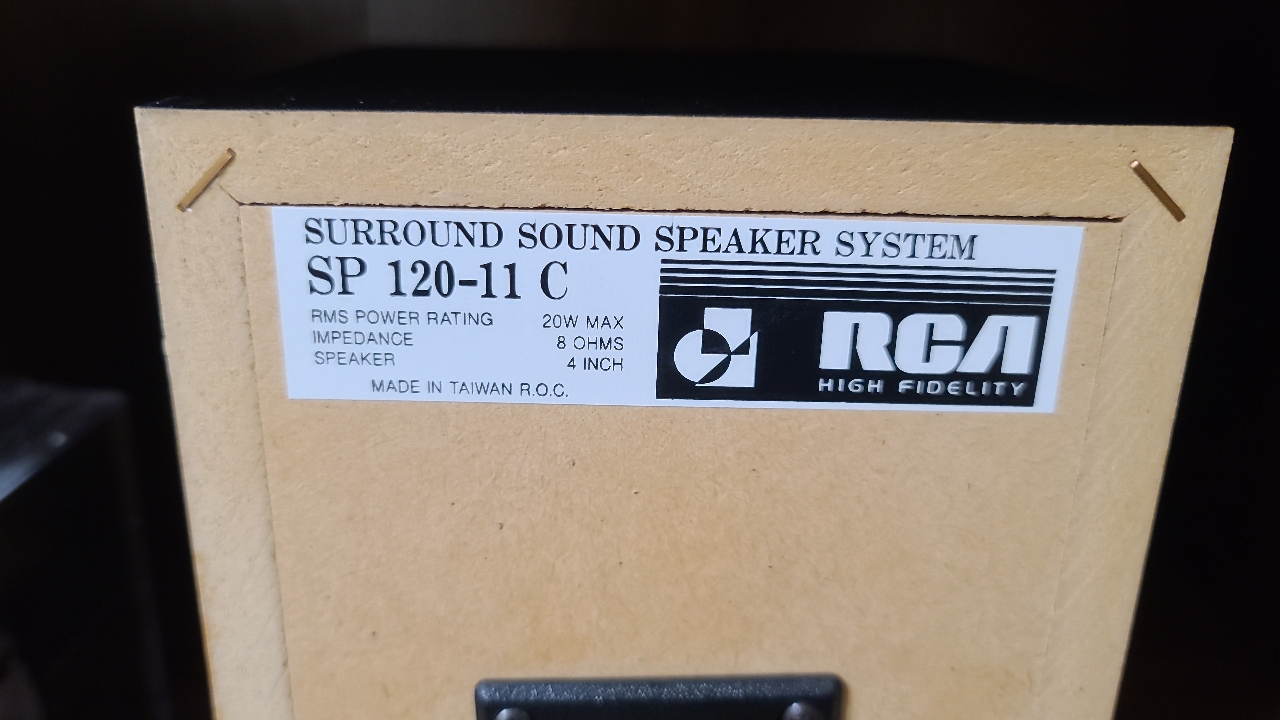 SURROUND SOUND SPEAKER SYSTEM
SP 120-11 C
RMS POWER RATING 20W MAX
IMPEDANCE 8 OHMS
SPEAKER 4 INCH
MADE IN TAIWAN R.O.C.
RCA
HIGH FIDELITY